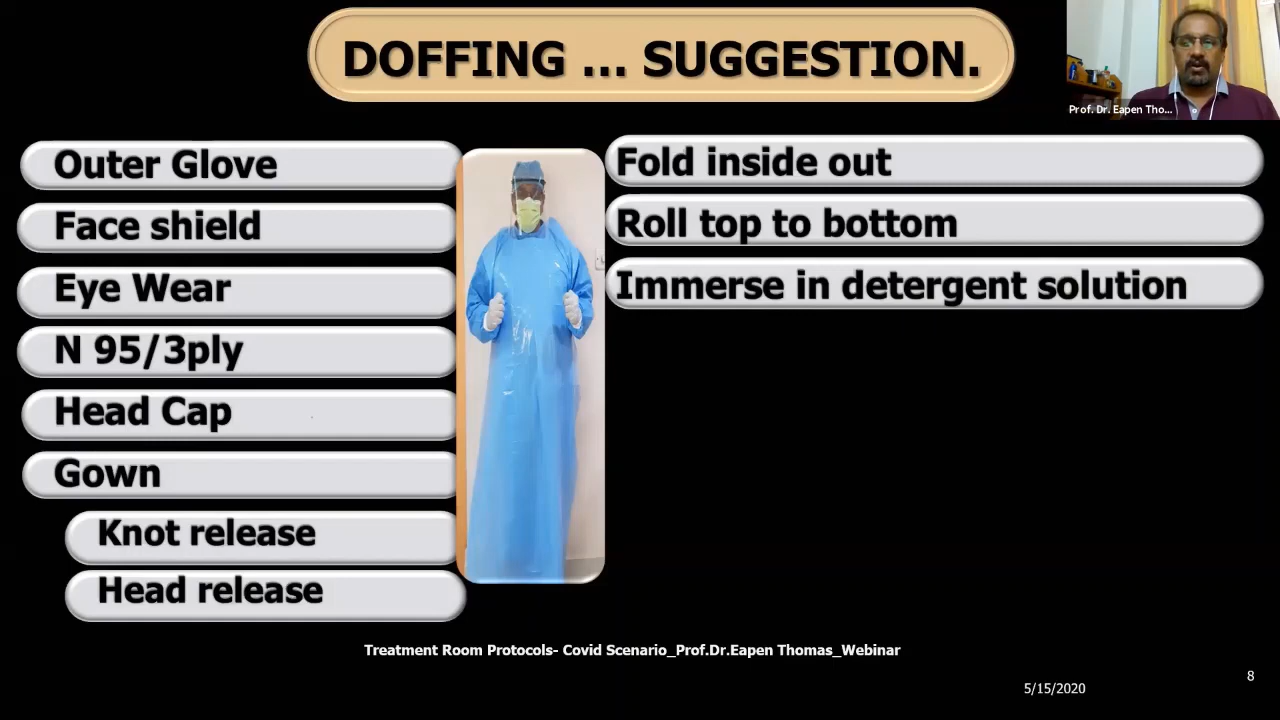 DOFFING ... SUGGESTION.
Prof. Dr. Eapen Tho...
Outer Glove
Face shield
Eye Wear
N 95/3ply
Head Cap
Gown
Knot release
Head release
Fold inside out
Roll top to bottom
Immerse in detergent solution
Treatment Room Protocols- Covid Scenario_Prof.Dr.Eapen Thomas_Webinar
5/15/2020
8